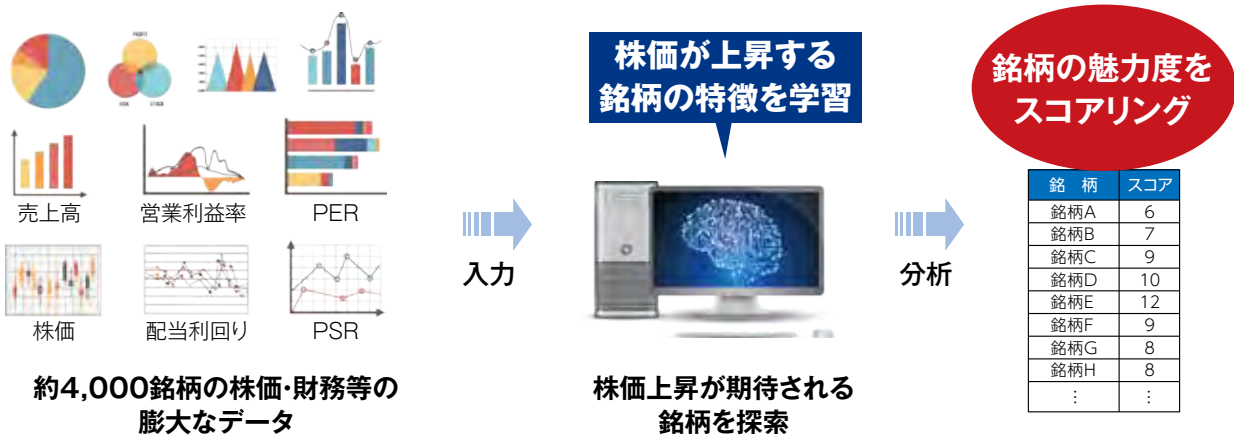 売上高
営業利益率
PER
株価
配当利回り
PSR
約4,000銘柄の株価・財務等の
膨大なデータ
入力
株価が上昇する
銘柄の特徴を学習
株価上昇が期待される
銘柄を探索
分析
銘柄の魅力度を
スコアリング
銘 柄 スコア
銘柄A 6
銘柄B 7
銘柄C 9
銘柄D 10
銘柄E 12
銘柄F 9
銘柄G 8
銘柄H 8
⋮ ⋮